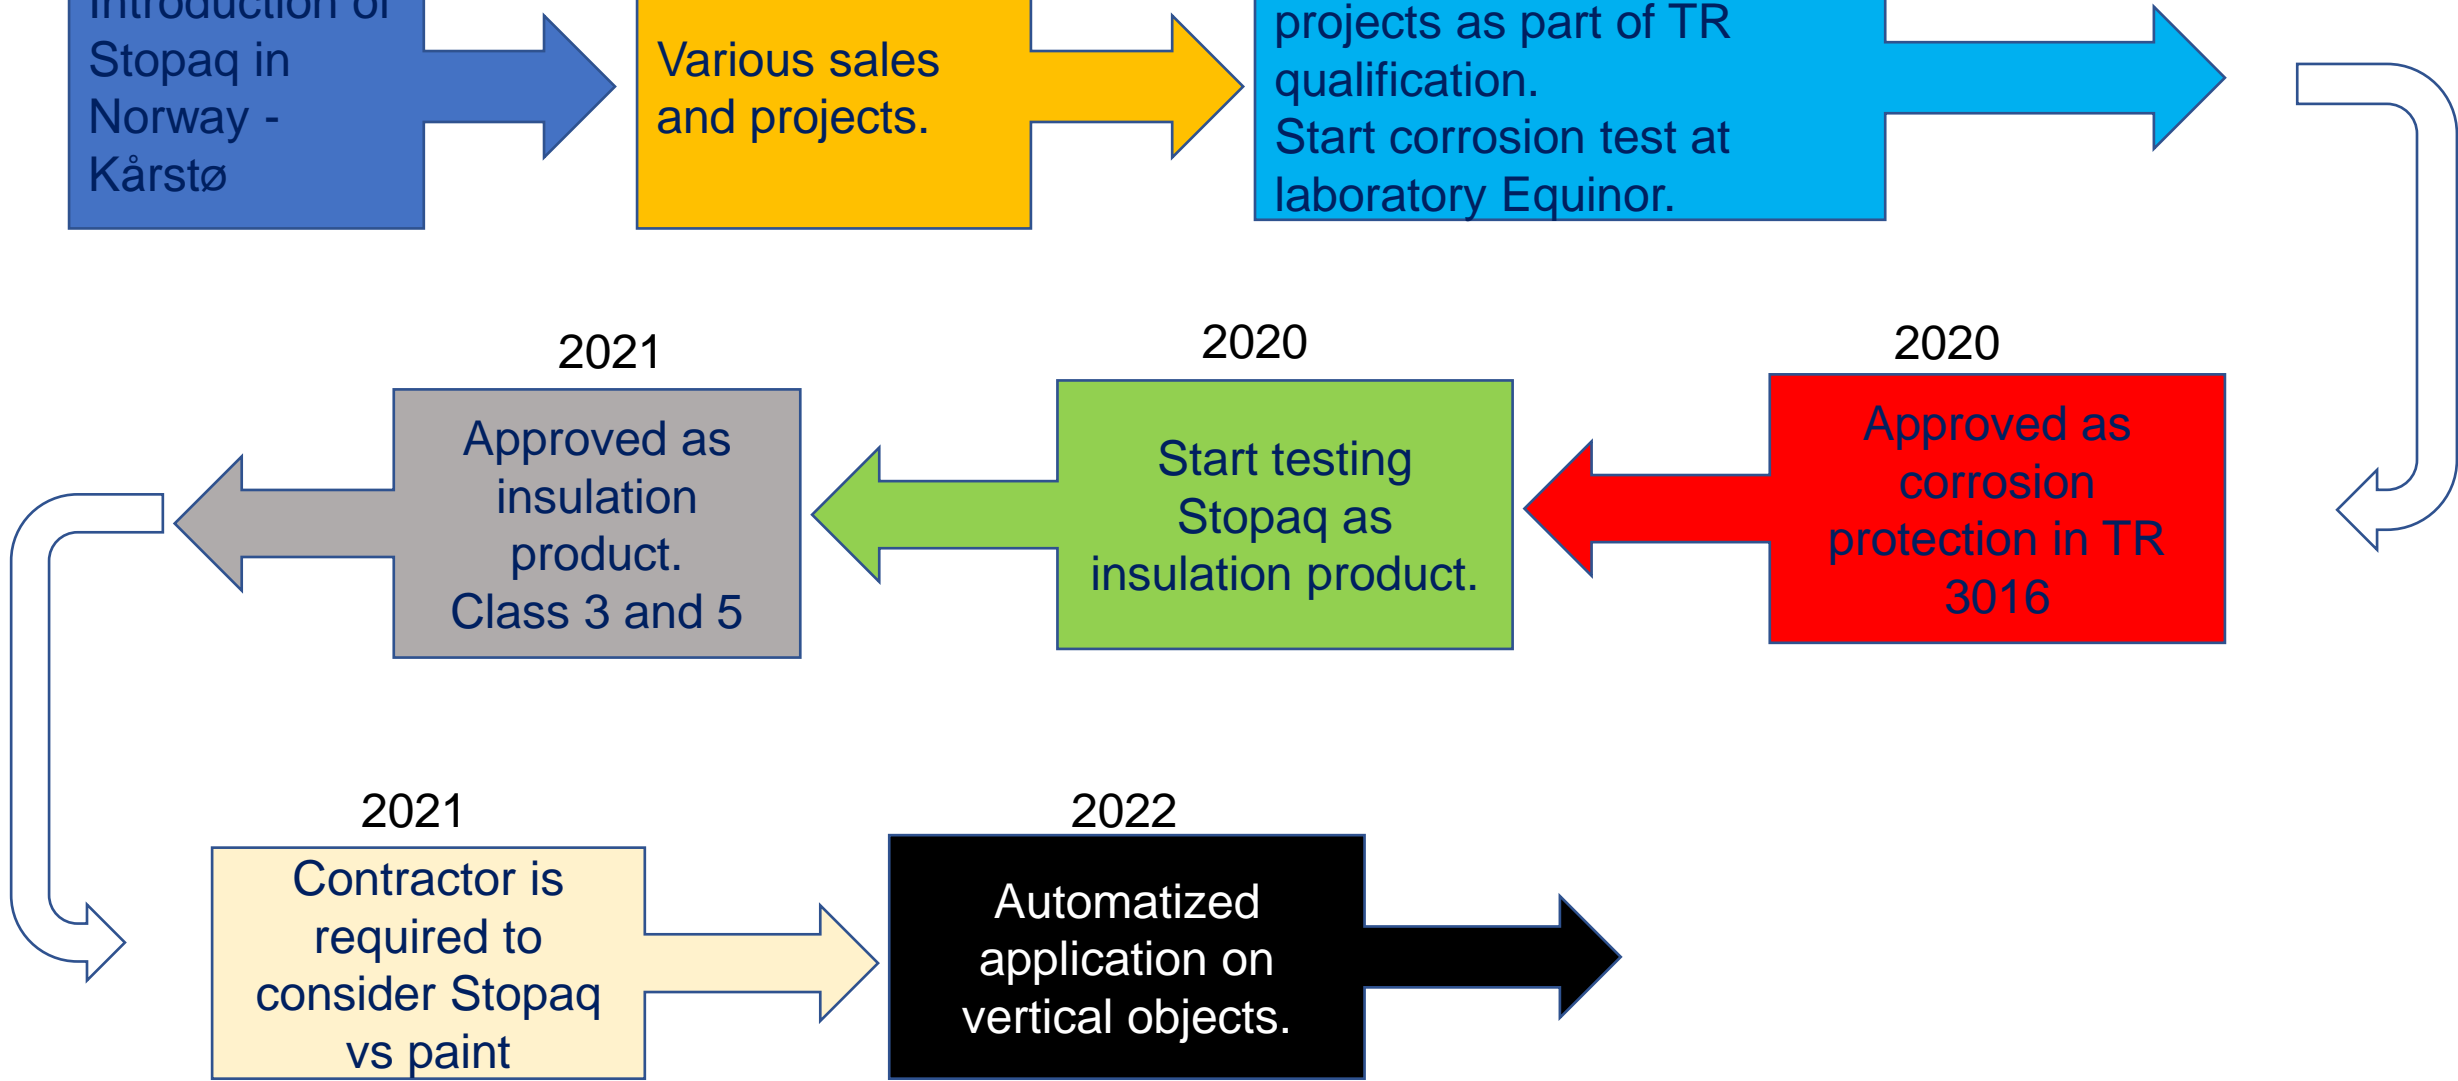 Introduction of
Stopaq in
Norway -
Kårstø
Various sales
and projects.
projects as part of TR
qualification.
Start corrosion test at
laboratory Equinor.
2020
Approved as
corrosion
protection in TR
3016
2020
Start testing
Stopaq as
insulation product.
2021
Approved as
insulation
product.
Class 3 and 5
2021
Contractor is
required to
consider Stopaq
vs paint
2022
Automatized
application on
vertical objects.